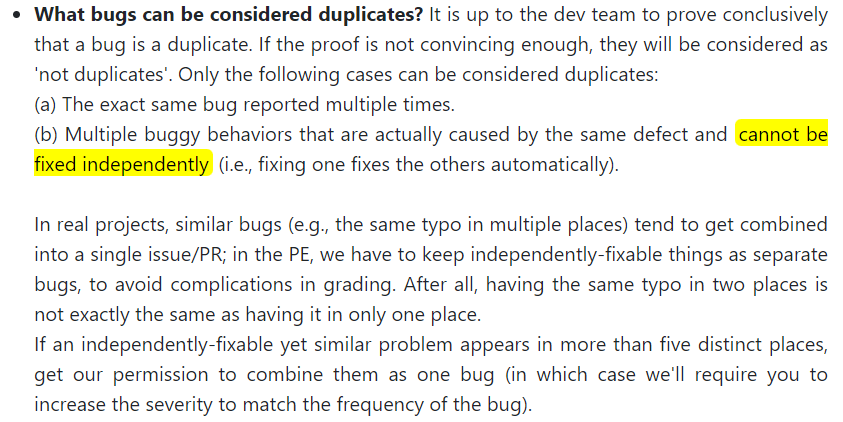 • What bugs can be considered duplicates? It is up to the dev team to prove conclusively
that a bug is a duplicate. If the proof is not convincing enough, they will be considered as
'not duplicates'. Only the following cases can be considered duplicates:
(a) The exact same bug reported multiple times.
(b) Multiple buggy behaviors that are actually caused by the same defect and cannot be
fixed independently (i.e., fixing one fixes the others automatically).
In real projects, similar bugs (e.g., the same typo in multiple places) tend to get combined
into a single issue/PR; in the PE, we have to keep independently-fixable things as separate
bugs, to avoid complications in grading. After all, having the same typo in two places is
not exactly the same as having it in only one place.
If an independently-fixable yet similar problem appears in more than five distinct places,
get our permission to combine them as one bug (in which case we'll require you to
increase the severity to match the frequency of the bug).